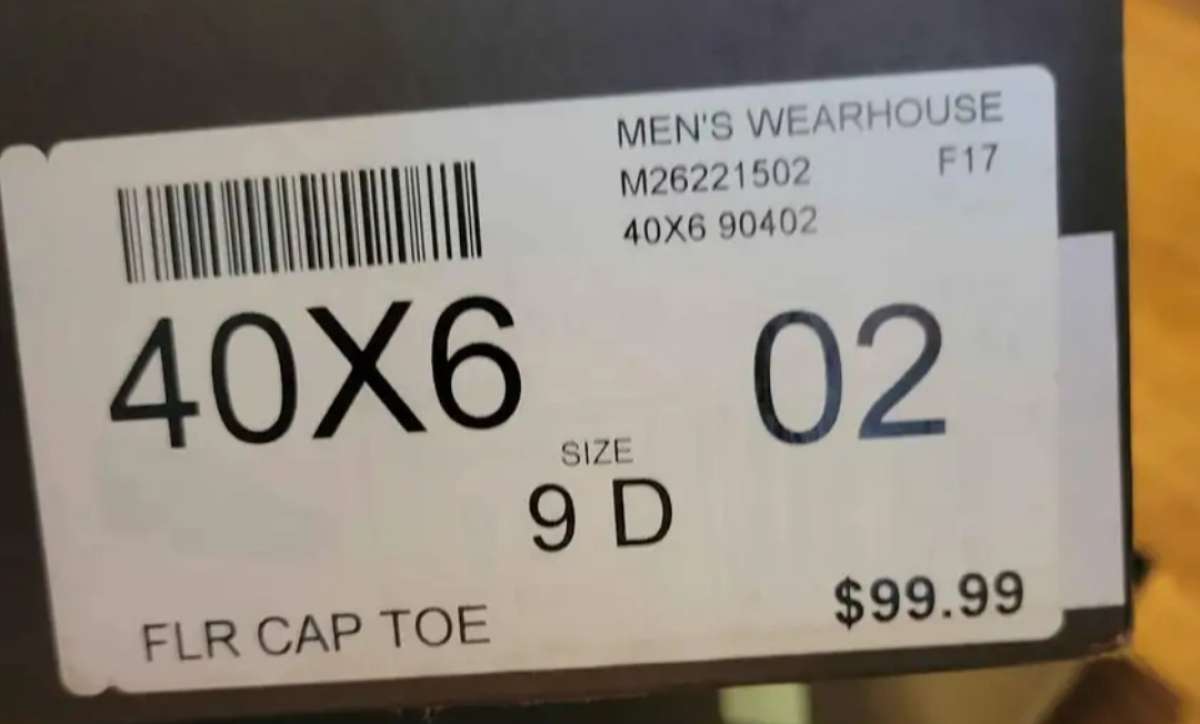 MEN'S WEARHOUSE
M26221502 F17
40X6 90402
40X6 02
SIZE
9 D
$99.99
FLR CAP TOE